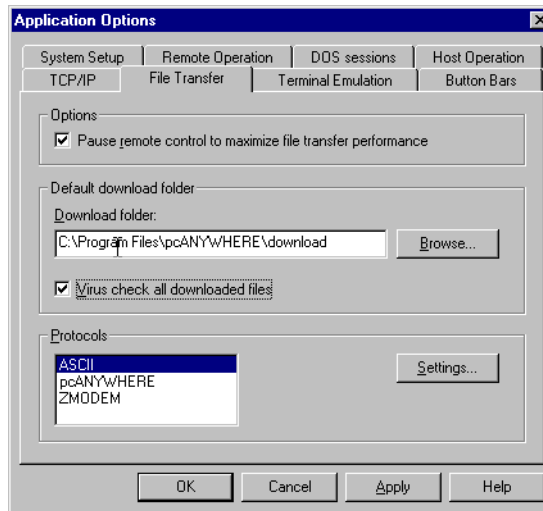 Application Options
System Setup Remote Operation DOS sessions Host Operation
TCP/IP File Transfer Terminal Emulation Button Bars
Options
Pause remote control to maximize file transfer performance
Default download folder
Download folder:
C:\Program Files\pcANYWHERE\download Browse...
Virus check all downloaded files
Protocols
ASCII Settings...
pcANYWHERE
ZMODEM
OK Cancel Apply Help